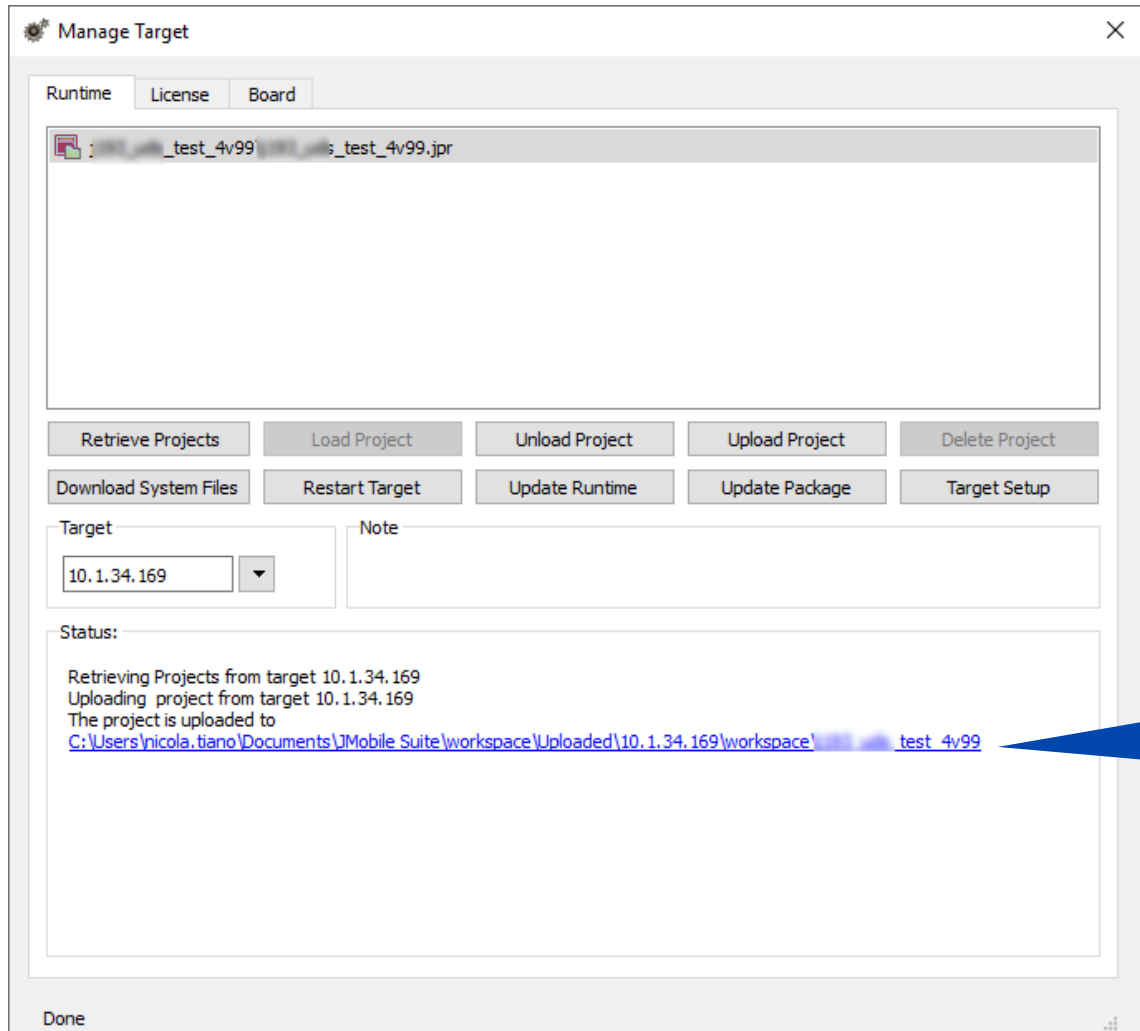 Manage Target
Runtime License Board
_test_4v99\ s_test_4v99.jpr
Retrieve Projects Load Project Unload Project Upload Project Delete Project
Download System Files Restart Target Update Runtime Update Package Target Setup
Target Note
10.1.34.169
Status:
Retrieving Projects from target 10.1.34.169
Uploading project from target 10.1.34.169
The project is uploaded to
C:\Users\nicola.tiano\Documents\JMobile Suite\workspace\Uploaded\10.1.34.169\workspace\ _test_4v99
Done